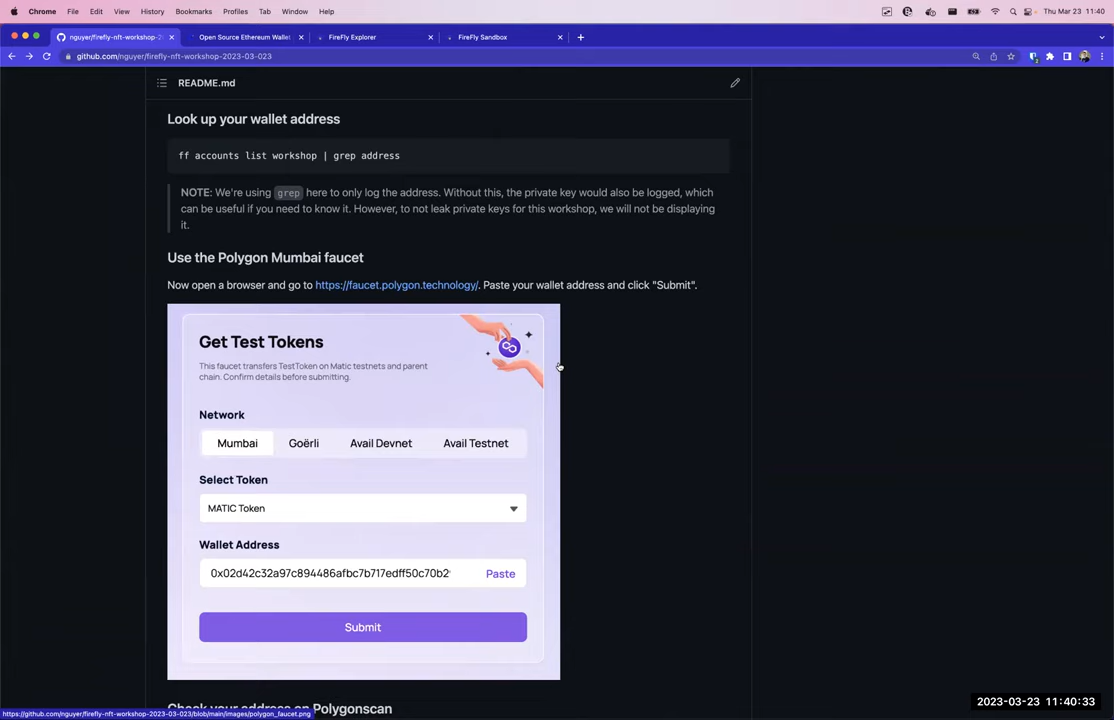 Chrome File Edit View History Bookmarks Profiles Tab Window Help Thu Mar 23 11:40
nguyer/firefly-nft-workshop-2 Open Source Ethereum Wallet FireFly Explorer FireFly Sandbox
github.com/nguyer/firefly-nft-workshop-2023-03-023
README.md
Look up your wallet address
ff accounts list workshop | grep address
NOTE: We're using grep here to only log the address. Without this, the private key would also be logged, which
can be useful if you need to know it. However, to not leak private keys for this workshop, we will not be displaying
it.
Use the Polygon Mumbai faucet
Now open a browser and go to https://faucet.polygon.technology/. Paste your wallet address and click "Submit".
Get Test Tokens
This faucet transfers TestToken on Matic testnets and parent
chain. Confirm details before submitting.
Network
Mumbai Goërli Avail Devnet Avail Testnet
Select Token
MATIC Token
Wallet Address
0x02d42c32a97c894486afbc7b717edff50c70b2 Paste
Submit
Check your address on Polygonscan
https://github.com/nguyer/firefly-nft-workshop-2023-03-023/blob/main/images/polygon_faucet.png
2023-03-23 11:40:33